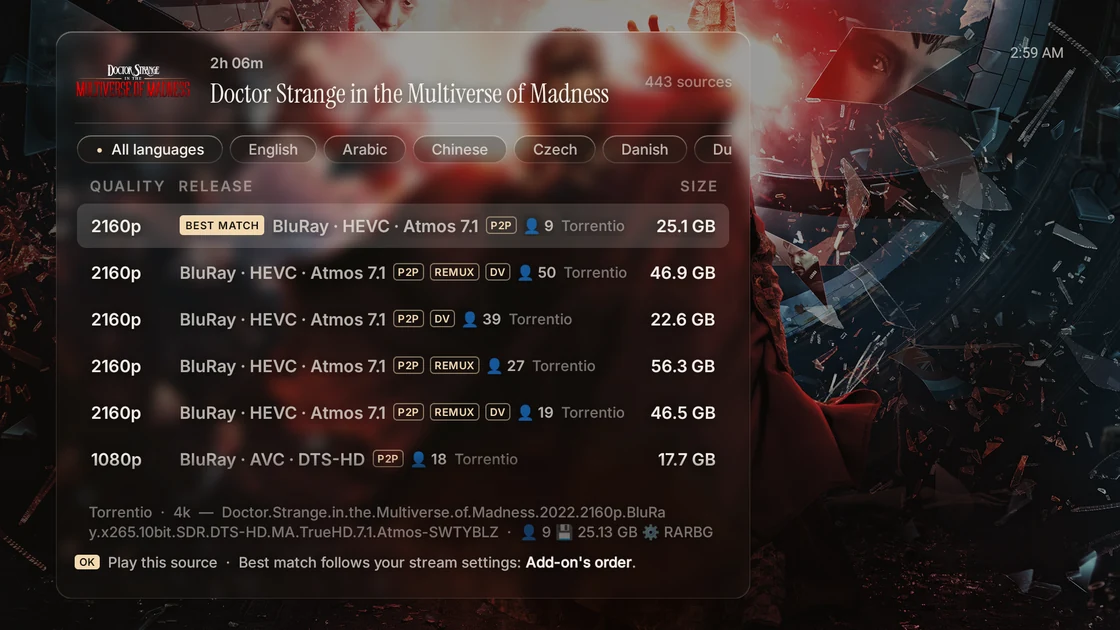 2:59 AM
DOCTOR STRANGE
IN THE
MULTIVERSE OF MADNESS
2h 06m
Doctor Strange in the Multiverse of Madness
443 sources
• All languages English Arabic Chinese Czech Danish Du
QUALITY RELEASE SIZE
2160p BEST MATCH BluRay · HEVC · Atmos 7.1 P2P 👤 9 Torrentio 25.1 GB
2160p BluRay · HEVC · Atmos 7.1 P2P REMUX DV 👤 50 Torrentio 46.9 GB
2160p BluRay · HEVC · Atmos 7.1 P2P DV 👤 39 Torrentio 22.6 GB
2160p BluRay · HEVC · Atmos 7.1 P2P REMUX 👤 27 Torrentio 56.3 GB
2160p BluRay · HEVC · Atmos 7.1 P2P REMUX DV 👤 19 Torrentio 46.5 GB
1080p BluRay · AVC · DTS-HD P2P 👤 18 Torrentio 17.7 GB
Torrentio · 4k — Doctor.Strange.in.the.Multiverse.of.Madness.2022.2160p.BluRa
y.x265.10bit.SDR.DTS-HD.MA.TrueHD.7.1.Atmos-SWTYBLZ · 👤 9 💾 25.13 GB ⚙️ RARBG
OK Play this source · Best match follows your stream settings: Add-on's order.